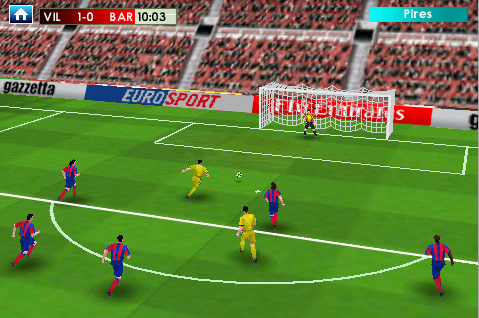 VIL 1-0 BAR 10:03
Pires
gazzetta
EUROSPORT
g